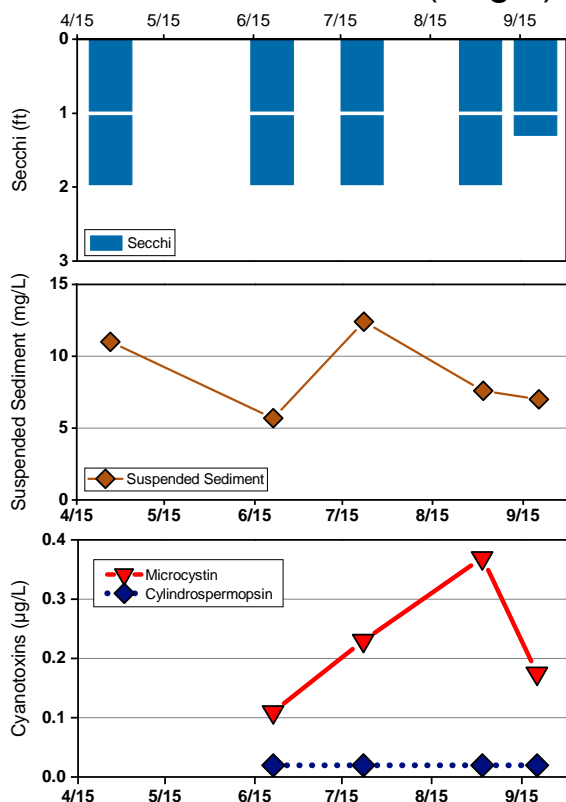 4/15 5/15 6/15 7/15 8/15 9/15
0
1
2
3
Secchi (ft)
Secchi
15
10
5
0
Suspended Sediment (mg/L)
Suspended Sediment
4/15 5/15 6/15 7/15 8/15 9/15
0.4
0.3
0.2
0.1
0.0
Cyanotoxins (µg/L)
Microcystin
Cylindrospermopsin
4/15 5/15 6/15 7/15 8/15 9/15